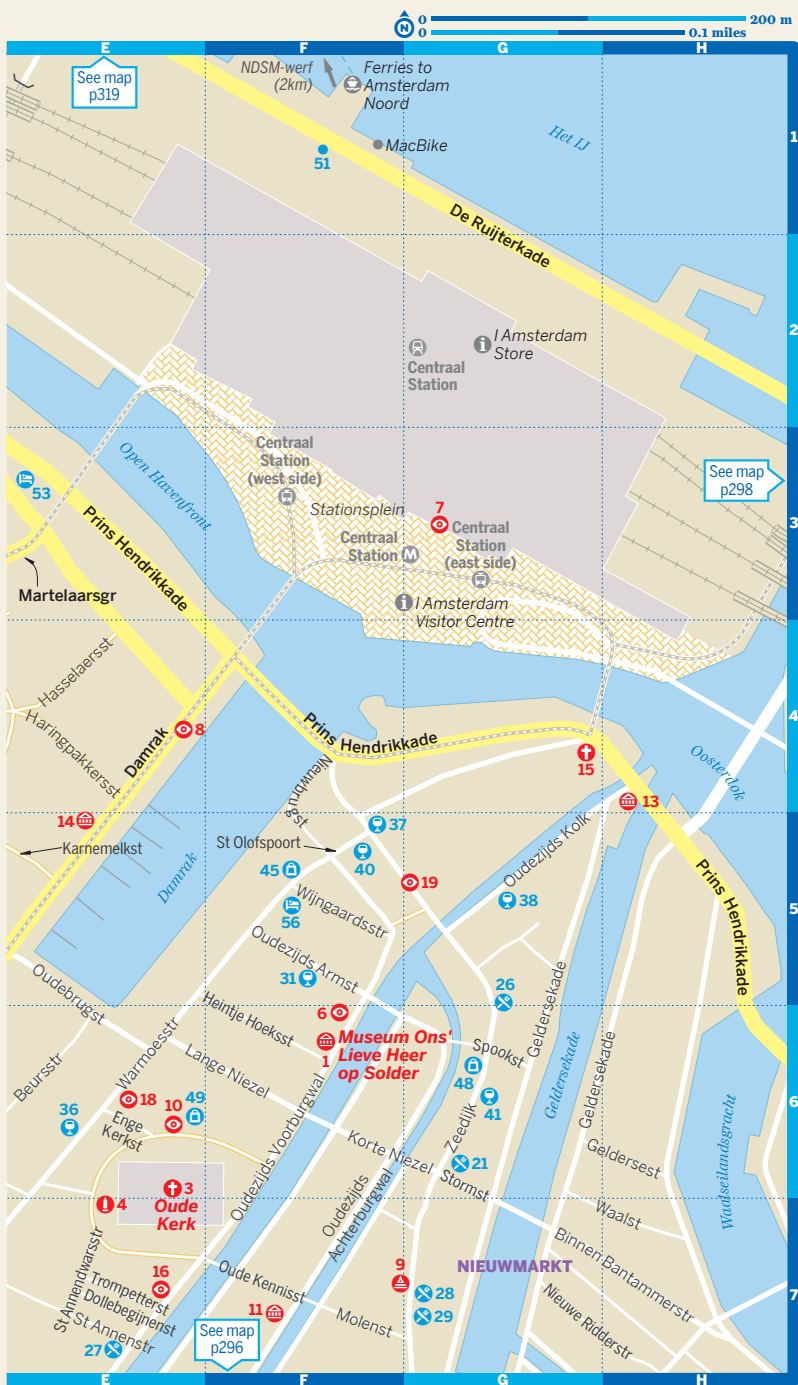 N
0
200 m
0
0.1 miles
E
F
G
H
See map
p319
NDSM-werf
(2km)
Ferries to
Amsterdam
Noord
MacBike
51
Het IJ
1
De Ruijterkade
2
I Amsterdam
Store
Centraal
Station
Open Havenfront
Centraal
Station
(west side)
53
Stationsplein
7
See map
p298
3
Prins Hendrikkade
Centraal
Station
M
Centraal
Station
(east side)
Martelaarsgr
I Amsterdam
Visitor Centre
Hasselaersst
Haringpakkersst
Damrak
8
Prins Hendrikkade
4
15
Oosterdok
13
Nieuwbrugst
14
Karnemelkst
Damrak
St Olofspoort
37
40
45
19
Oudezijds Kolk
38
Prins Hendrikkade
5
56
Wijngaardsstr
Oudezijds Armst
31
26
Oudebrugst
Heintje Hoeksst
6
Museum Ons'
Lieve Heer
op Solder
1
Spookst
Geldersekade
Geldersekade
Geldersekade
Beursstr
Warmoesstr
Lange Niezel
48
41
6
18
10
49
36
Enge
Kerkst
Oudezijds Voorburgwal
Zeedijk
21
Korte Niezel
Stormst
Geldersest
Waalseilandsgracht
3
Oude
Kerk
4
Oudezijds
Achterburgwal
Waalst
Binnen Bantammerstr
St Annendwarsstr
16
Trompetterst
Dollebegijnenst
St Annenstr
27
Oude Kennisst
11
9
NIEUWMARKT
28
29
Molenst
Nieuwe Ridderstr
7
See map
p296
E
F
G
H